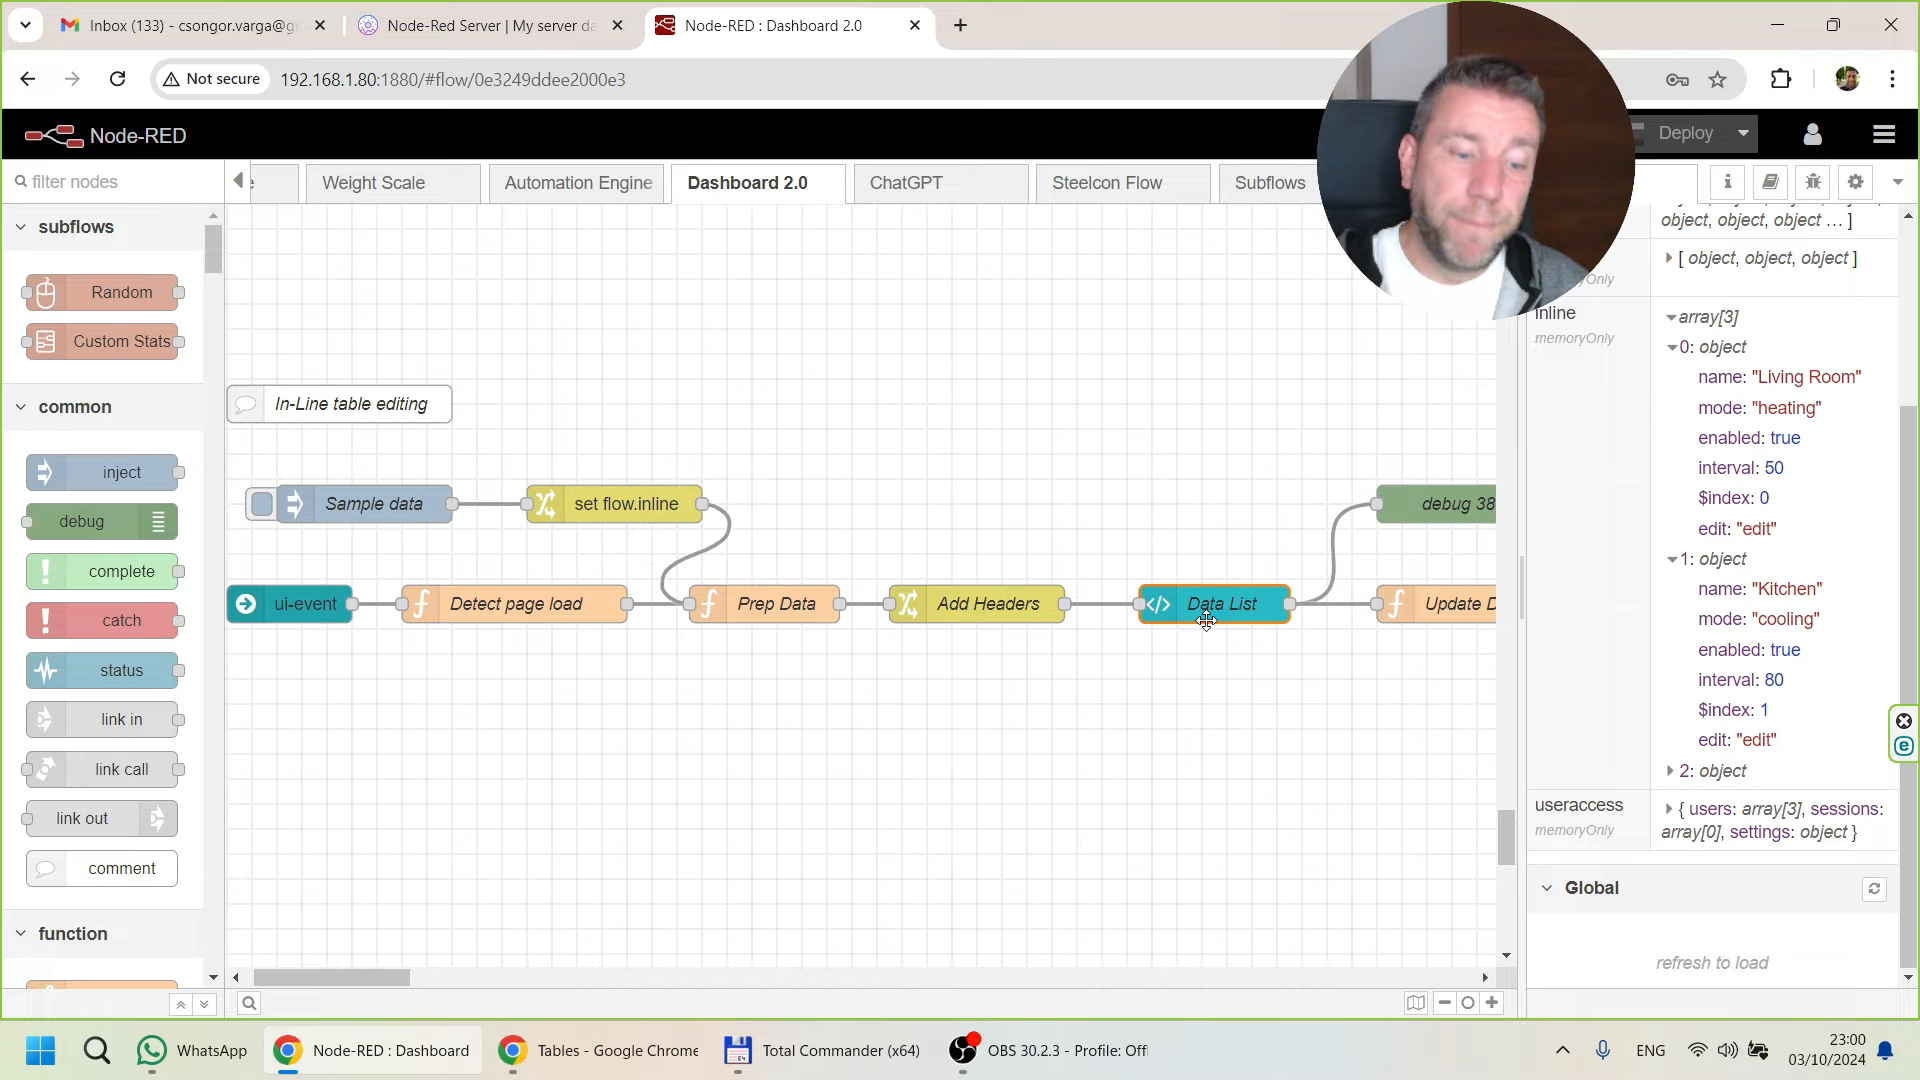 Inbox (133) - csongor.varga@g
Node-Red Server | My server da
Node-RED : Dashboard 2.0
Not secure
192.168.1.80:1880/#flow/0e3249ddee2000e3
Node-RED
Deploy
filter nodes
e
Weight Scale
Automation Engine
Dashboard 2.0
ChatGPT
Steelcon Flow
Subflows
subflows
Random
Custom Stats
common
inject
debug
complete
catch
status
link in
link call
link out
comment
function
In-Line table editing
Sample data
set flow.inline
debug 38
ui-event
Detect page load
Prep Data
Add Headers
Data List
Update D
object, object, object … ]
[ object, object, object ]
yOnly
inline
memoryOnly
array[3]
0: object
name: "Living Room"
mode: "heating"
enabled: true
interval: 50
$index: 0
edit: "edit"
1: object
name: "Kitchen"
mode: "cooling"
enabled: true
interval: 80
$index: 1
edit: "edit"
2: object
useraccess
memoryOnly
{ users: array[3], sessions:
array[0], settings: object }
Global
refresh to load
WhatsApp
Node-RED : Dashboard
Tables - Google Chrome
Total Commander (x64)
OBS 30.2.3 - Profile: Off
ENG
23:00
03/10/2024